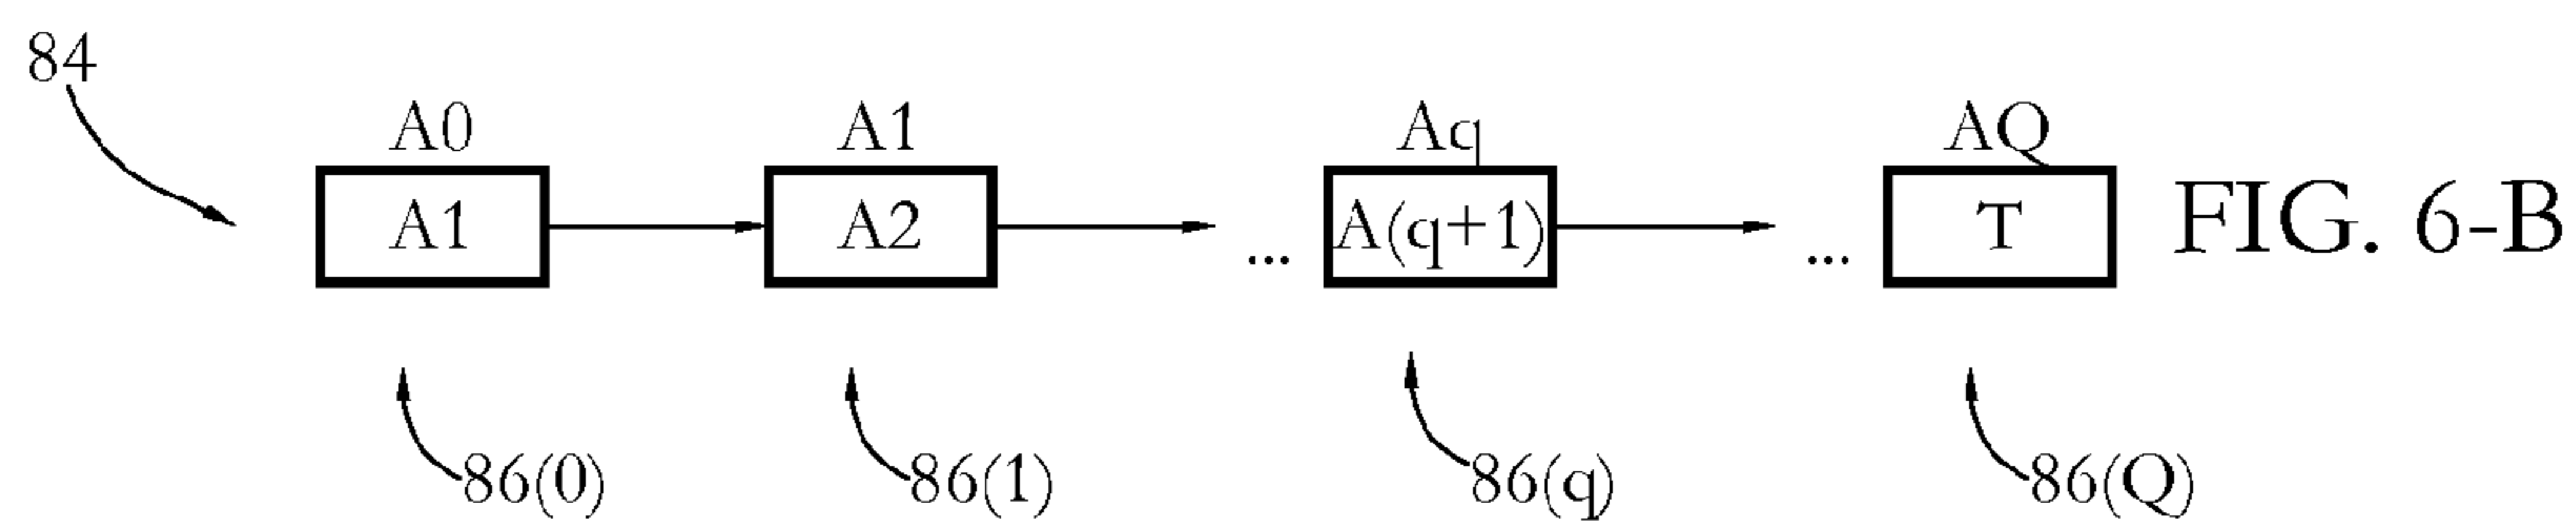 84
A0 A1 Aq AQ
A1 A2 ... A(q+1) ... T FIG. 6-B
86(0) 86(1) 86(q) 86(Q)